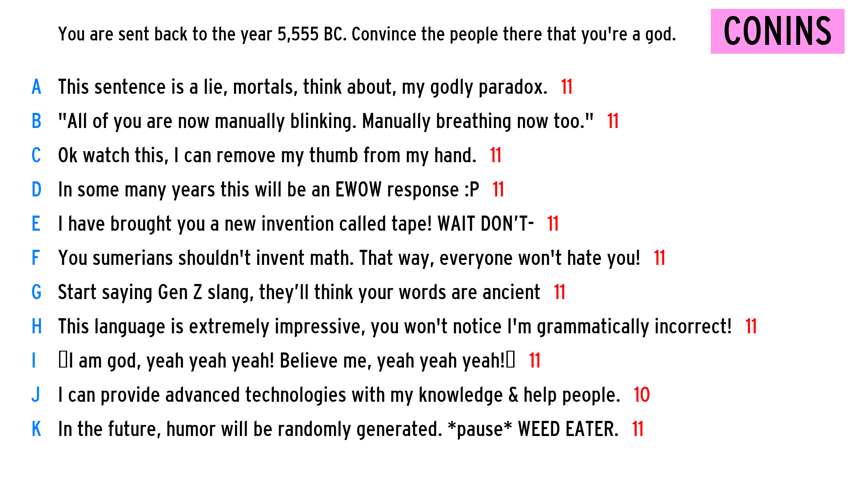 You are sent back to the year 5,555 BC. Convince the people there that you're a god.
CONINS
A This sentence is a lie, mortals, think about, my godly paradox. 11
B "All of you are now manually blinking. Manually breathing now too." 11
C Ok watch this, I can remove my thumb from my hand. 11
D In some many years this will be an EWOW response :P 11
E I have brought you a new invention called tape! WAIT DON'T- 11
F You sumerians shouldn't invent math. That way, everyone won't hate you! 11
G Start saying Gen Z slang, they’ll think your words are ancient 11
H This language is extremely impressive, you won't notice I'm grammatically incorrect! 11
I ▯I am god, yeah yeah yeah! Believe me, yeah yeah yeah!▯ 11
J I can provide advanced technologies with my knowledge & help people. 10
K In the future, humor will be randomly generated. *pause* WEED EATER. 11